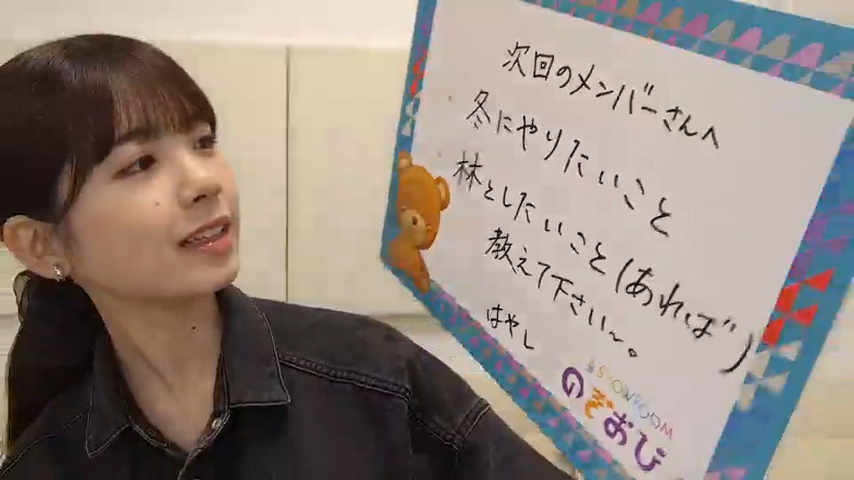 次回のメンバーさんへ
冬にやりたいこと
林としたいこと(あれば)
教えて下さい〜。
はやし
SHOWROOM
のぎおび